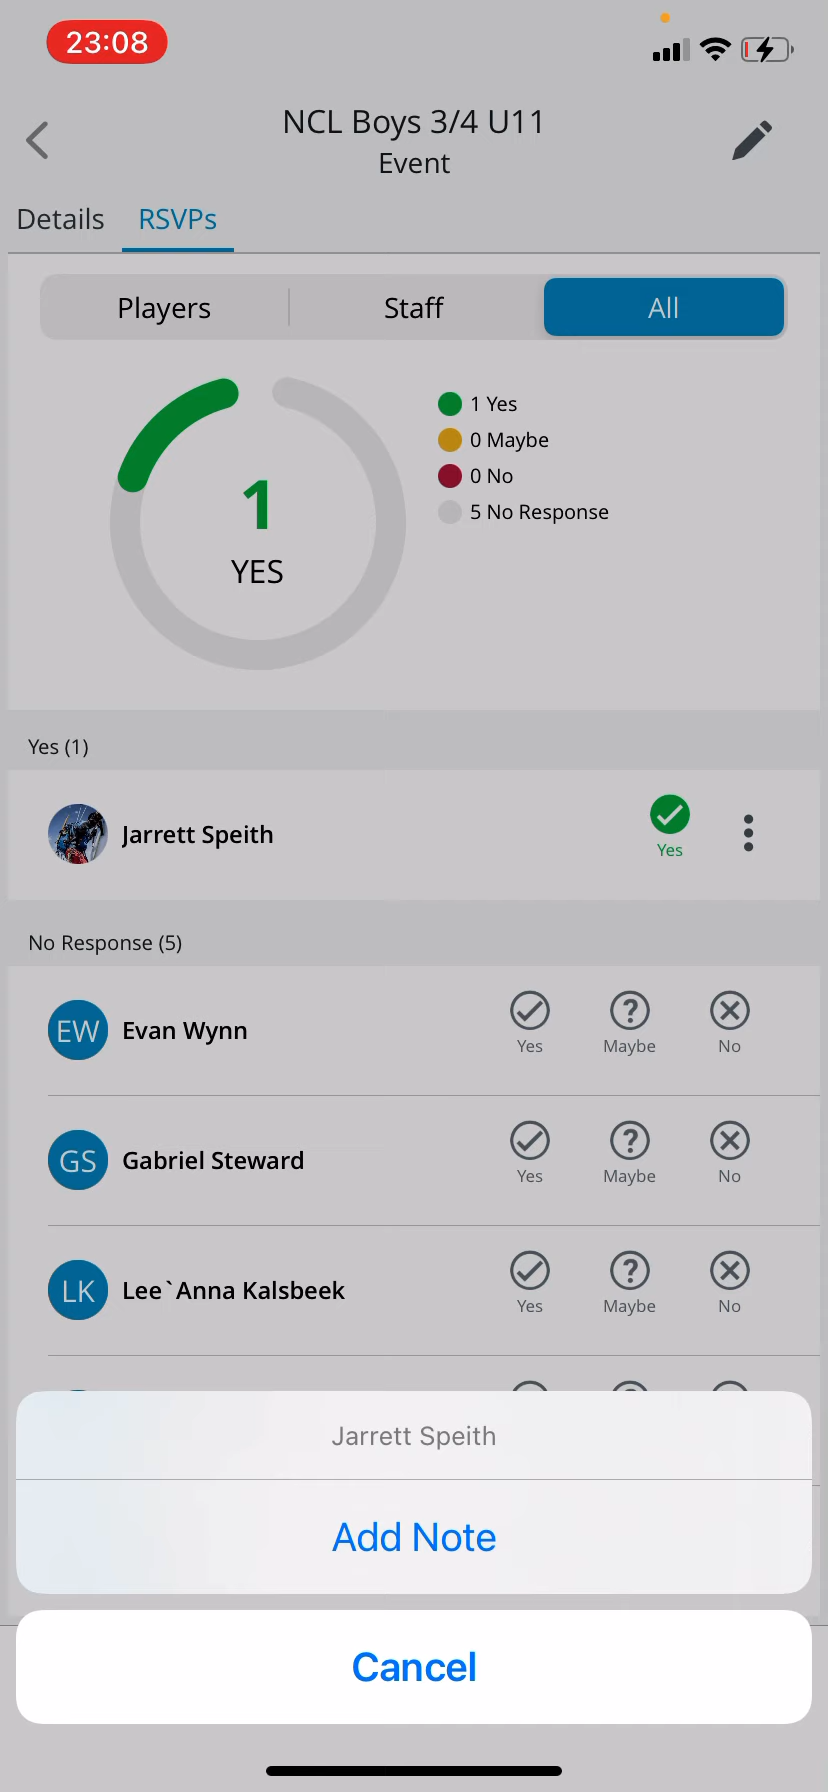 23:08
NCL Boys 3/4 U11
Event
Details RSVPs
Players Staff All
1 Yes
0 Maybe
0 No
5 No Response
1
YES
Yes (1)
Jarrett Speith
Yes
No Response (5)
EW Evan Wynn
Yes Maybe No
GS Gabriel Steward
Yes Maybe No
LK Lee`Anna Kalsbeek
Yes Maybe No
Jarrett Speith
Add Note
Cancel